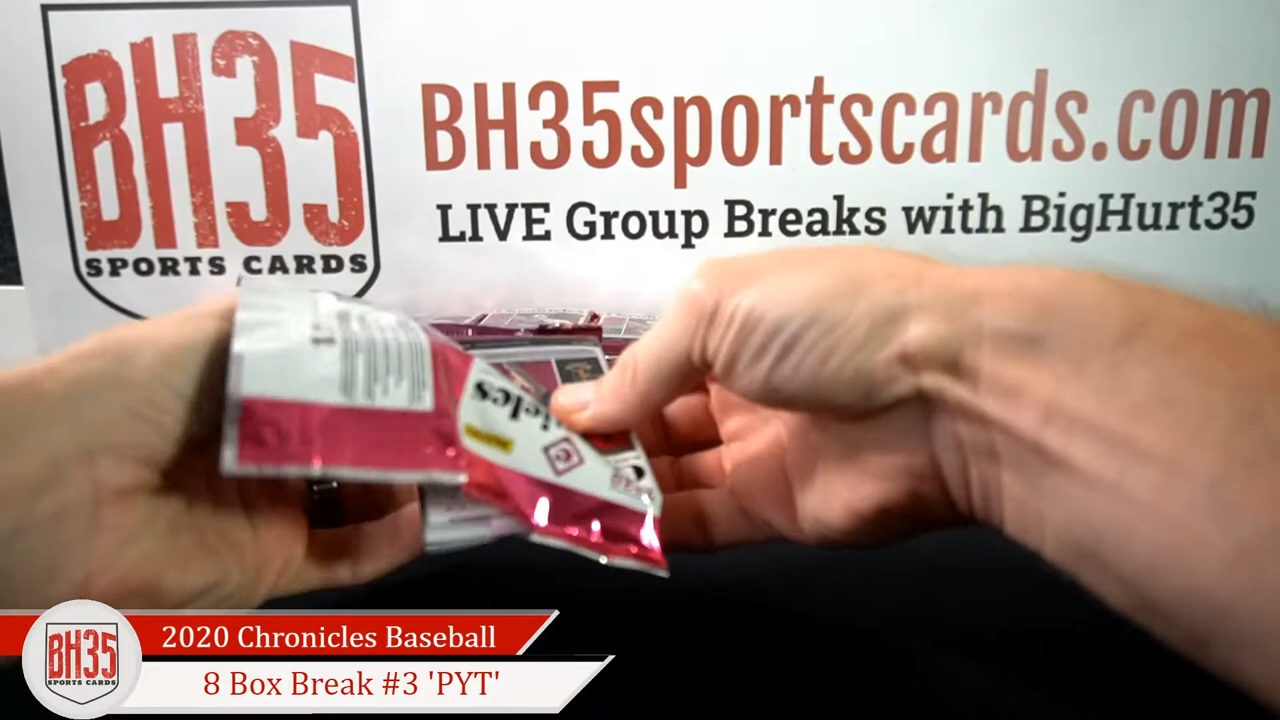 BH35
SPORTS CARDS
BH35sportscards.com
LIVE Group Breaks with BigHurt35
BH35
SPORTS CARDS
2020 Chronicles Baseball
8 Box Break #3 'PYT'